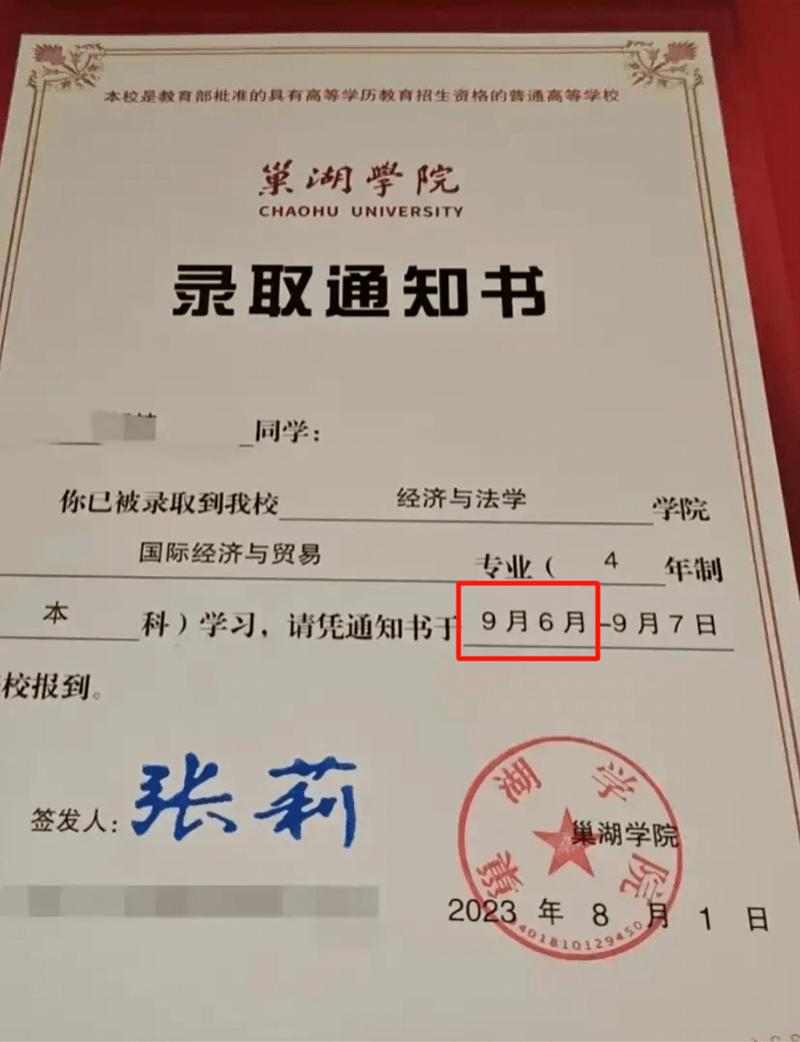 本校是教育部批准的具有高等学历教育招生资格的普通高等学校
巢湖學院
CHAOHU UNIVERSITY
录取通知书
同学：
你已被录取到我校 经济与法学 学院
国际经济与贸易 专业（ 4 年制
本 科）学习，请凭通知书于 9月6月-9月7日
校报到。
签发人：张莉
巢湖学院
巢湖学院
2023 年 8 月 1 日